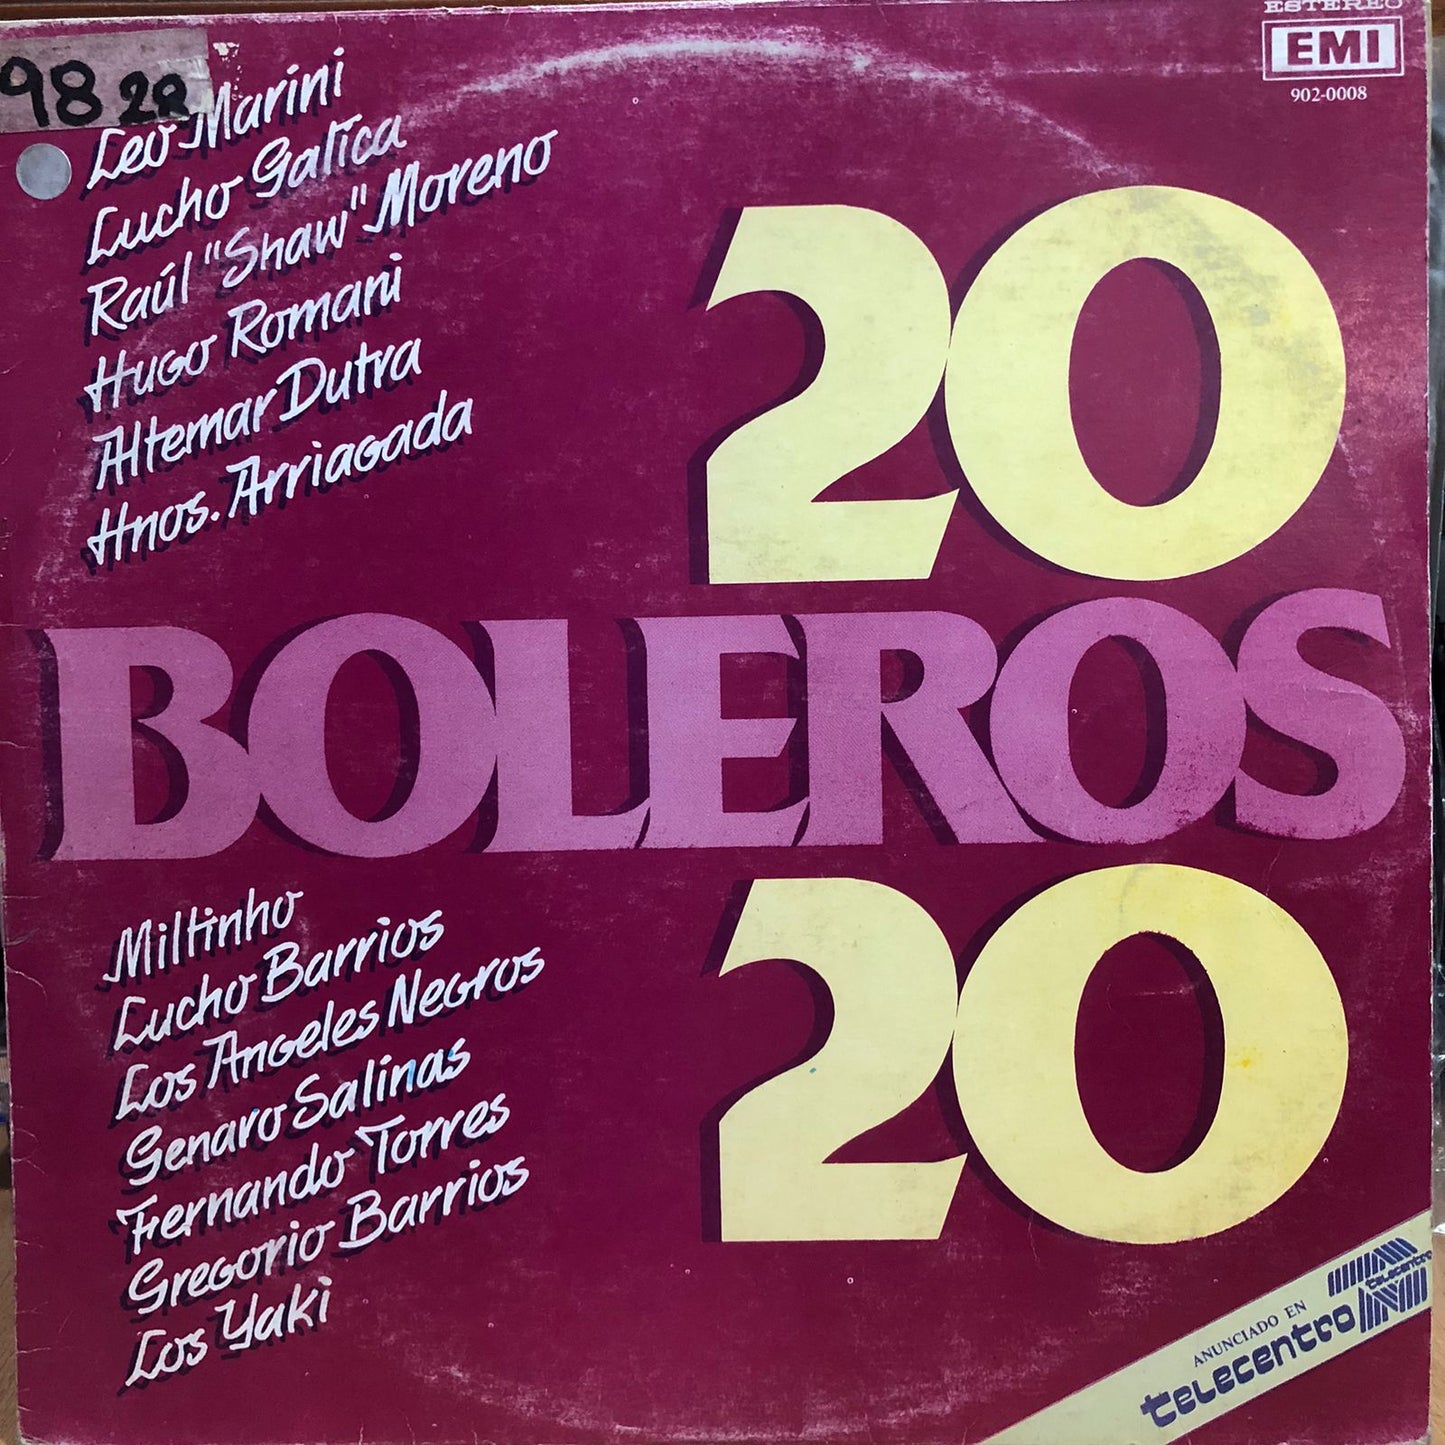 ESTEREO
EMI
902-0008
98 22
Leo Marini
Lucho Gatica
Raúl "Shaw" Moreno
Hugo Romani
Altemar Dutra
Hnos. Arriagada
20
BOLEROS
20
Miltinho
Lucho Barrios
Los Angeles Negros
Genaro Salinas
Fernando Torres
Gregorio Barrios
Los Yaki
ANUNCIADO EN
telecentro
telecentro